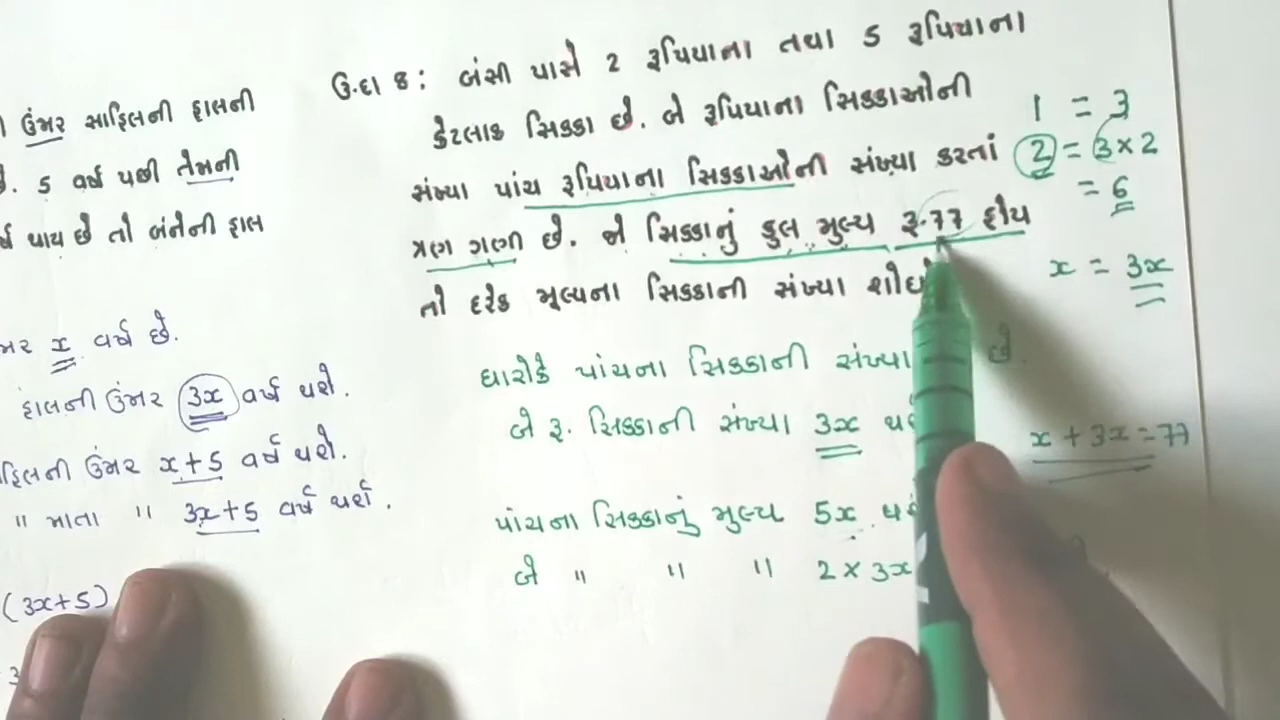 ઉંમર સાહિલની હાલની
5 વર્ષ પછી તેમની
થાય છે તો બંનેની હાલ
x વર્ષ છે.
હાલની ઉંમર 3x વર્ષ થશે.
ઉંમર x+5 વર્ષ થશે.
" માતા " 3x+5 વર્ષ થશે.
(3x+5)
3
ઉ.દા 8: બંસી પાસે 2 રૂપિયાના તથા 5 રૂપિયાના
કેટલાક સિક્કા છે. બે રૂપિયાના સિક્કાઓની
સંખ્યા પાંચ રૂપિયાના સિક્કાઓની સંખ્યા કરતાં
ત્રણ ગણી છે. જો સિક્કાનું કુલ મુલ્ય રૂ.77 હોય
તો દરેક મૂલ્યના સિક્કાની સંખ્યા
ધારોકે પાંચના સિક્કાની સંખ્યા છે.
બે રૂ. સિક્કાની સંખ્યા 3x
પાંચના સિક્કાનું મુલ્ય 5x
બે " " " 2 × 3x
1 = 3
2 = 3×2
= 6
x = 3x
x + 3x = 77